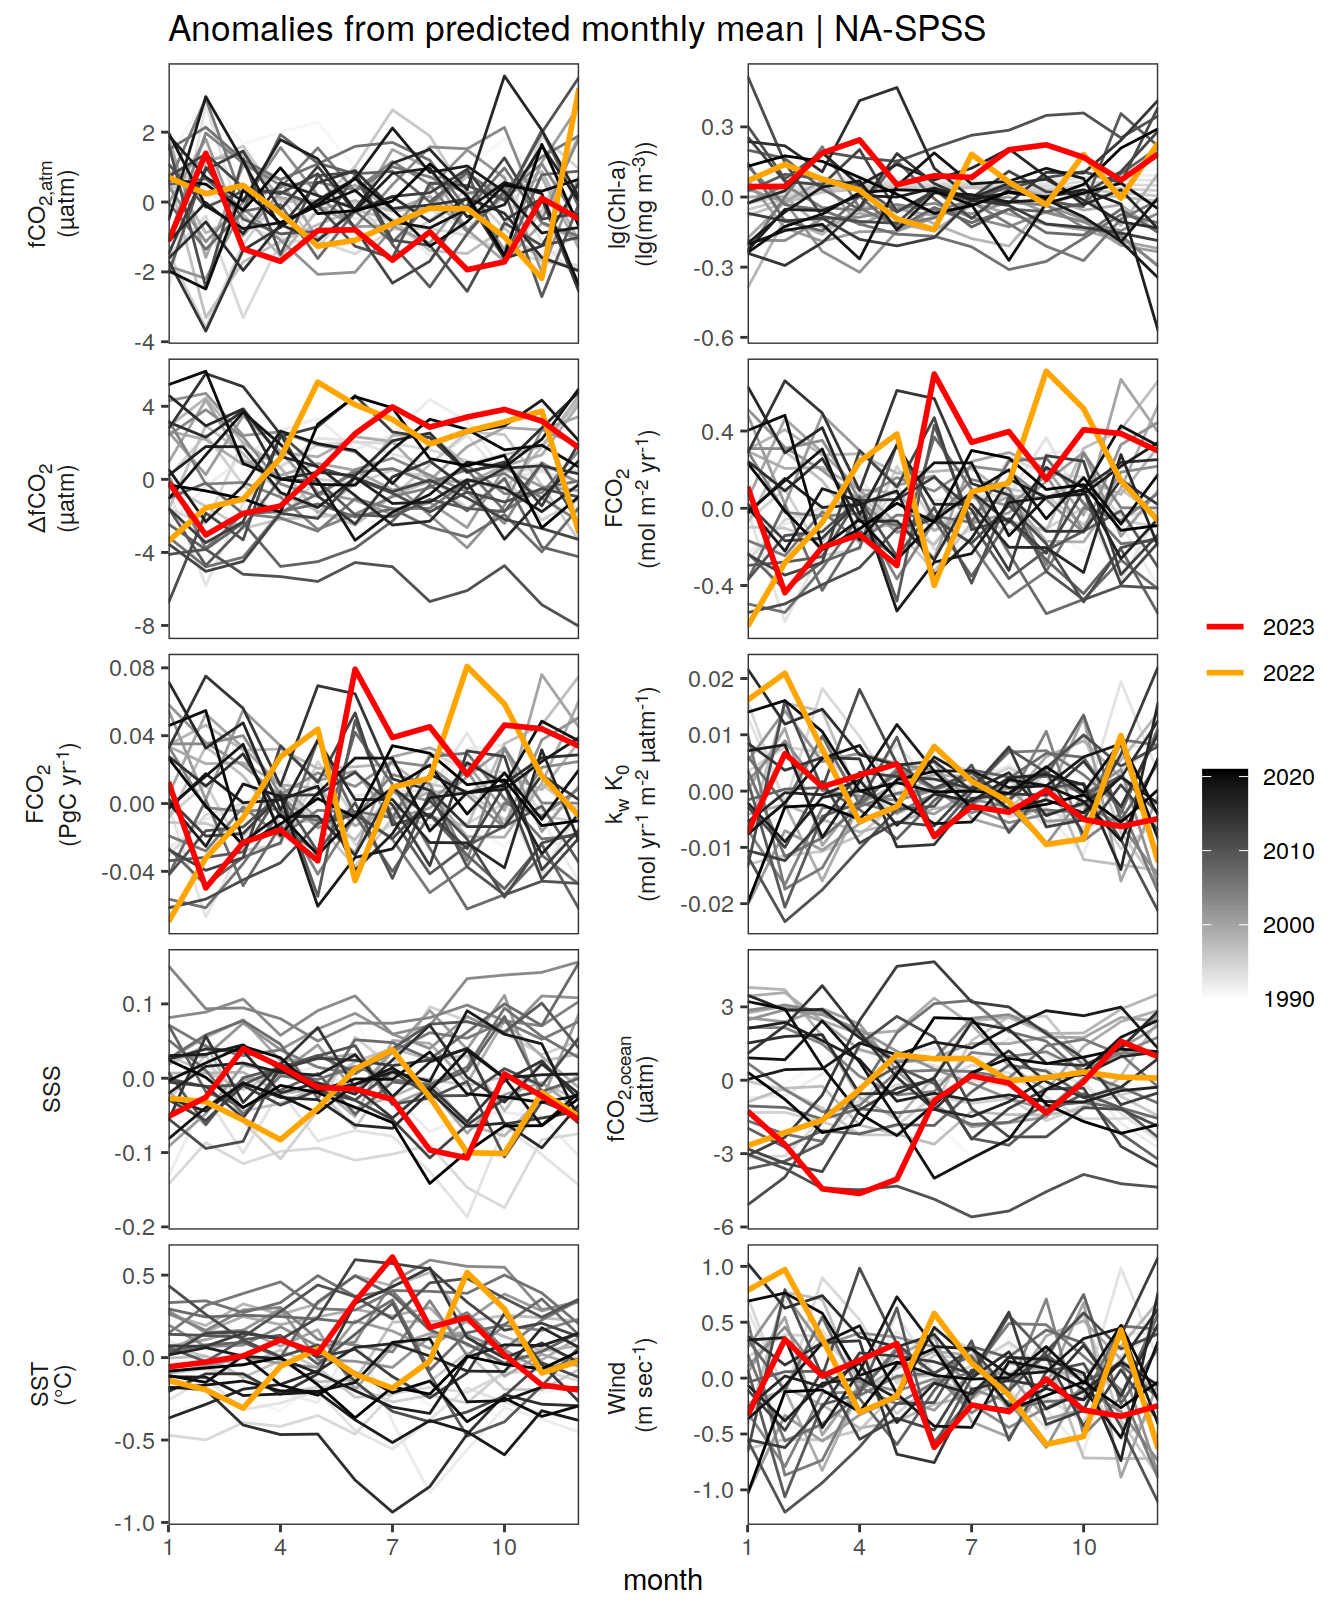 Anomalies from predicted monthly mean | NA-SPSS
fCO2,atm
(µatm)
2
0
-2
-4
lg(Chl-a)
(lg(mg m-3))
0.3
0.0
-0.3
-0.6
ΔfCO2
(µatm)
4
0
-4
-8
FCO2
(mol m-2 yr-1)
0.4
0.0
-0.4
FCO2
(PgC yr-1)
0.08
0.04
0.00
-0.04
kw K0
(mol yr-1 m-2 µatm-1)
0.02
0.01
0.00
-0.01
-0.02
SSS
0.1
0.0
-0.1
-0.2
fCO2,ocean
(µatm)
3
0
-3
-6
SST
(°C)
0.5
0.0
-0.5
-1.0
Wind
(m sec-1)
1.0
0.5
0.0
-0.5
-1.0
1 4 7 10
1 4 7 10
month
2023
2022
2020
2010
2000
1990